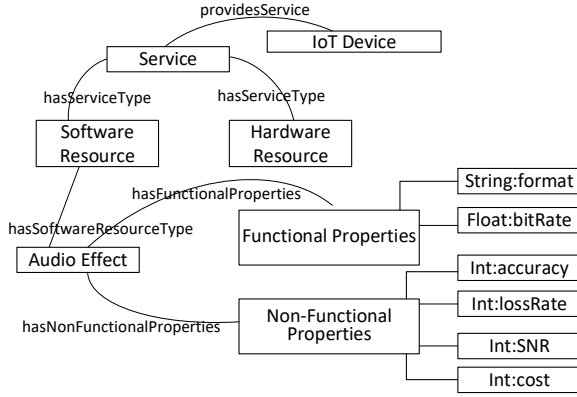 providesService
IoT Device
Service
hasServiceType
hasServiceType
Software
Resource
Hardware
Resource
hasFunctionalProperties
String:format
Float:bitRate
hasSoftwareResourceType
Functional Properties
Audio Effect
Int:accuracy
Int:lossRate
hasNonFunctionalProperties
Non-Functional
Properties
Int:SNR
Int:cost